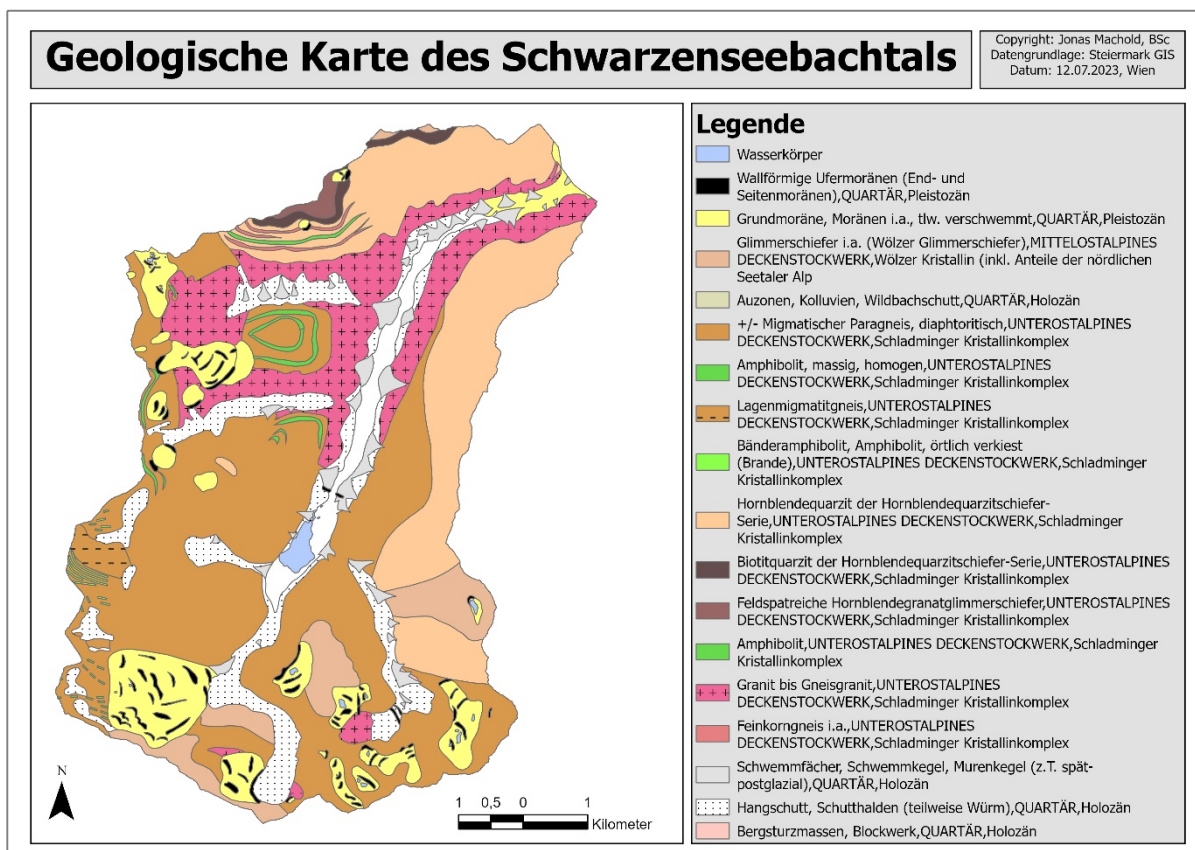 Geologische Karte des Schwarzenseebachtals
Copyright: Jonas Machold, BSc
Datengrundlage: Steiermark GIS
Datum: 12.07.2023, Wien
Legende
Wasserkörper
Wallförmige Ufermoränen (End- und
Seitenmoränen),QUARTÄR,Pleistozän
Grundmoräne, Moränen i.a., tlw. verschwemmt,QUARTÄR,Pleistozän
Glimmerschiefer i.a. (Wölzer Glimmerschiefer),MITTELOSTALPINES
DECKENSTOCKWERK,Wölzer Kristallin (inkl. Anteile der nördlichen
Seetaler Alp
Auzonen, Kolluvien, Wildbachschutt,QUARTÄR,Holozän
+/- Migmatischer Paragneis, diaphtoritisch,UNTEROSTALPINES
DECKENSTOCKWERK,Schladminger Kristallinkomplex
Amphibolit, massig, homogen,UNTEROSTALPINES
DECKENSTOCKWERK,Schladminger Kristallinkomplex
Lagenmigmatitgneis,UNTEROSTALPINES
DECKENSTOCKWERK,Schladminger Kristallinkomplex
Bänderamphibolit, Amphibolit, örtlich verkiest
(Brande),UNTEROSTALPINES DECKENSTOCKWERK,Schladminger
Kristallinkomplex
Hornblendequarzit der Hornblendequarzitschiefer-
Serie,UNTEROSTALPINES DECKENSTOCKWERK,Schladminger
Kristallinkomplex
Biotitquarzit der Hornblendequarzitschiefer-Serie,UNTEROSTALPINES
DECKENSTOCKWERK,Schladminger Kristallinkomplex
Feldspatreiche Hornblendegranatglimmerschiefer,UNTEROSTALPINES
DECKENSTOCKWERK,Schladminger Kristallinkomplex
Amphibolit,UNTEROSTALPINES DECKENSTOCKWERK,Schladminger
Kristallinkomplex
Granit bis Gneisgranit,UNTEROSTALPINES
DECKENSTOCKWERK,Schladminger Kristallinkomplex
Feinkorngneis i.a.,UNTEROSTALPINES
DECKENSTOCKWERK,Schladminger Kristallinkomplex
Schwemmfächer, Schwemmkegel, Murenkegel (z.T. spät-
postglazial),QUARTÄR,Holozän
Hangschutt, Schutthalden (teilweise Würm),QUARTÄR,Holozän
Bergsturzmassen, Blockwerk,QUARTÄR,Holozän
N
1 0,5 0 1
Kilometer